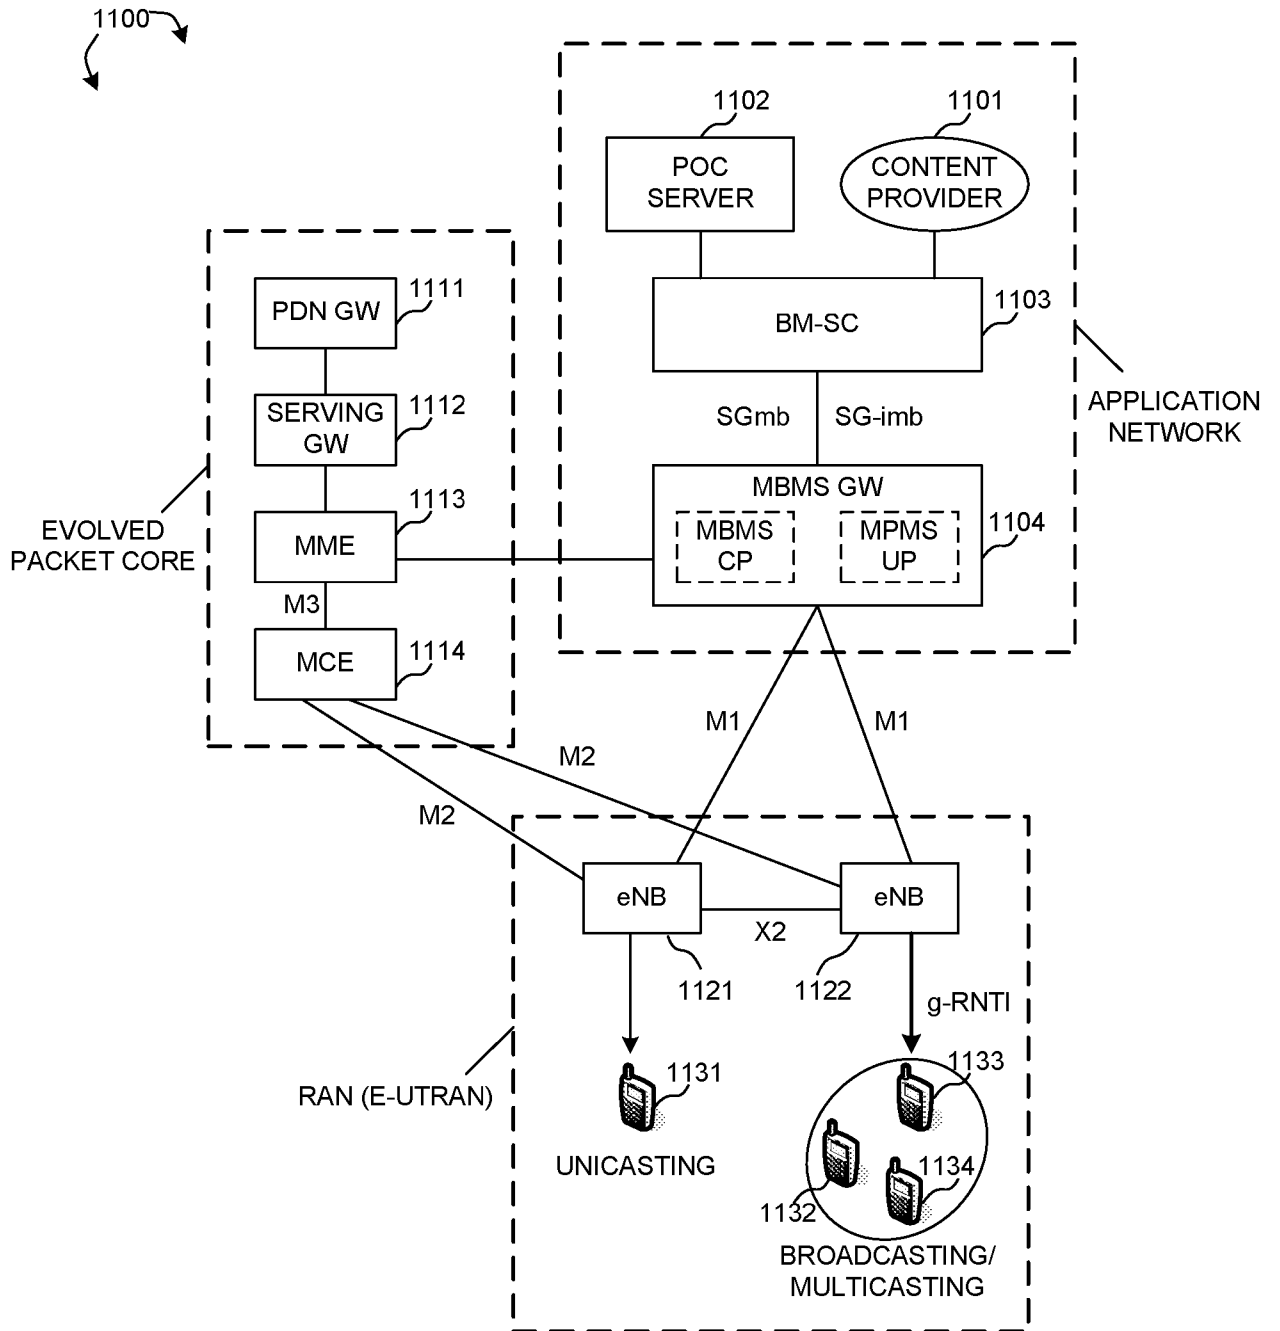 1100
1102
1101
POC
SERVER
CONTENT
PROVIDER
1111
PDN GW
1103
BM-SC
1112
SERVING
GW
SGmb
SG-imb
APPLICATION
NETWORK
MBMS GW
1113
1104
MME
MBMS
CP
MPMS
UP
EVOLVED
PACKET CORE
M3
1114
MCE
M1
M1
M2
M2
eNB
eNB
X2
1121
1122
g-RNTI
1131
1133
RAN (E-UTRAN)
1134
UNICASTING
1132
BROADCASTING/
MULTICASTING